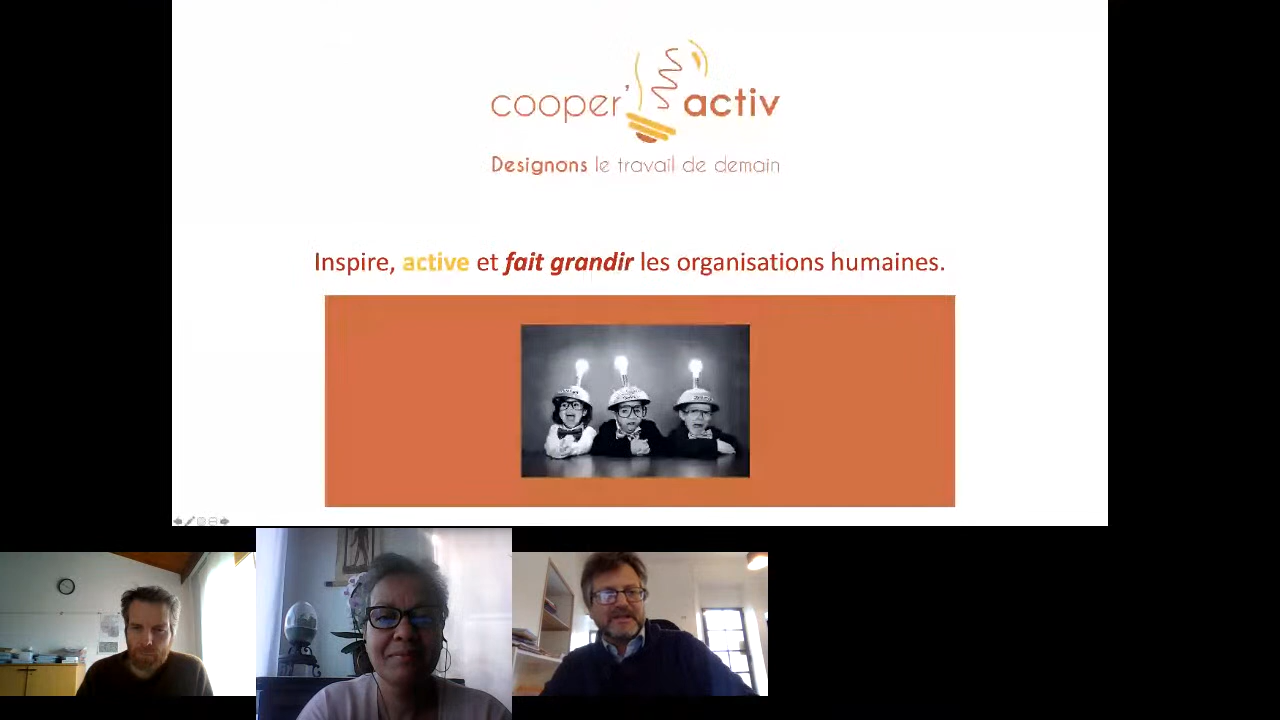 cooper' activ
Designons le travail de demain
Inspire, active et fait grandir les organisations humaines.